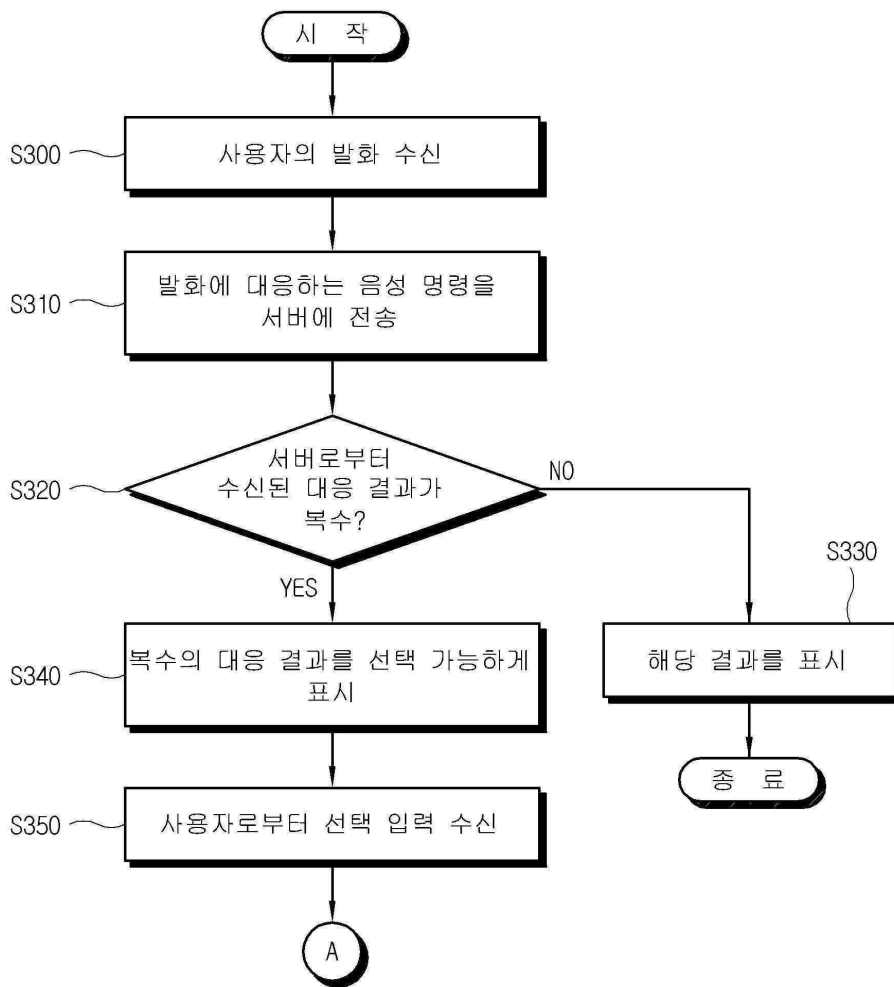 시 작
S300
사용자의 발화 수신
S310
발화에 대응하는 음성 명령을
서버에 전송
S320
서버로부터
수신된 대응 결과가
복수?
NO
YES
S330
해당 결과를 표시
종 료
S340
복수의 대응 결과를 선택 가능하게
표시
S350
사용자로부터 선택 입력 수신
A